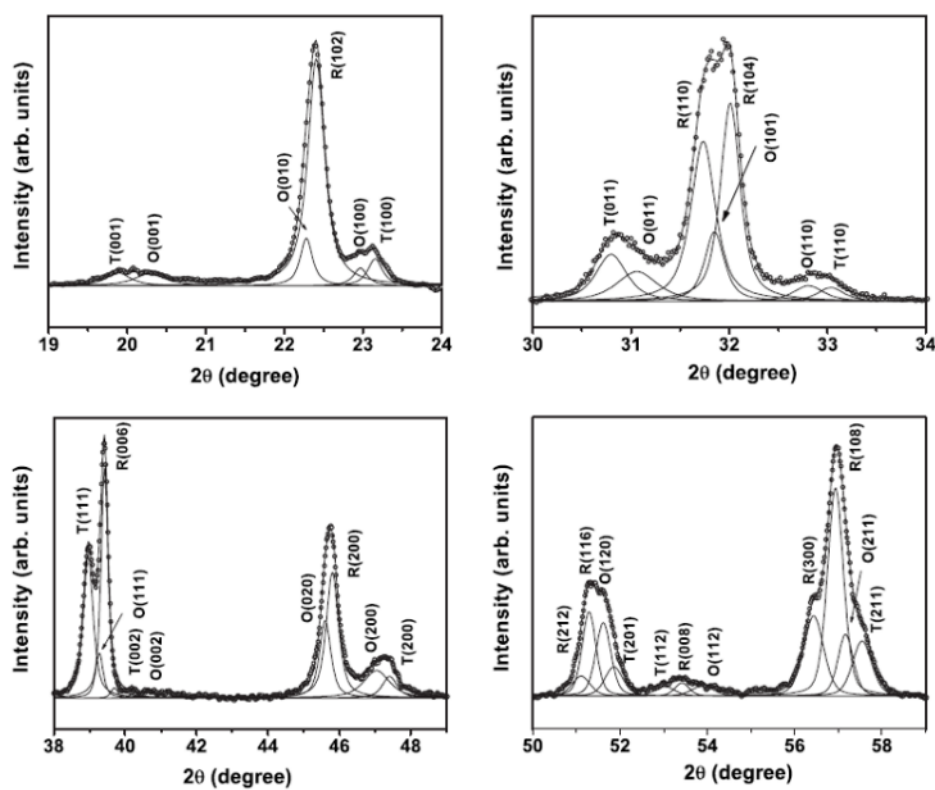 Intensity (arb. units)
T(001)
O(001)
O(010)
R(102)
O(100)
T(100)
19 20 21 22 23 24
2θ (degree)
Intensity (arb. units)
T(011)
O(011)
R(110)
R(104)
O(101)
O(110)
T(110)
30 31 32 33 34
2θ (degree)
Intensity (arb. units)
T(111)
R(006)
O(111)
T(002)
O(002)
O(020)
R(200)
O(200)
T(200)
38 40 42 44 46 48
2θ (degree)
Intensity (arb. units)
R(212)
R(116)
O(120)
T(201)
T(112)
R(008)
O(112)
R(300)
R(108)
O(211)
T(211)
50 52 54 56 58
2θ (degree)